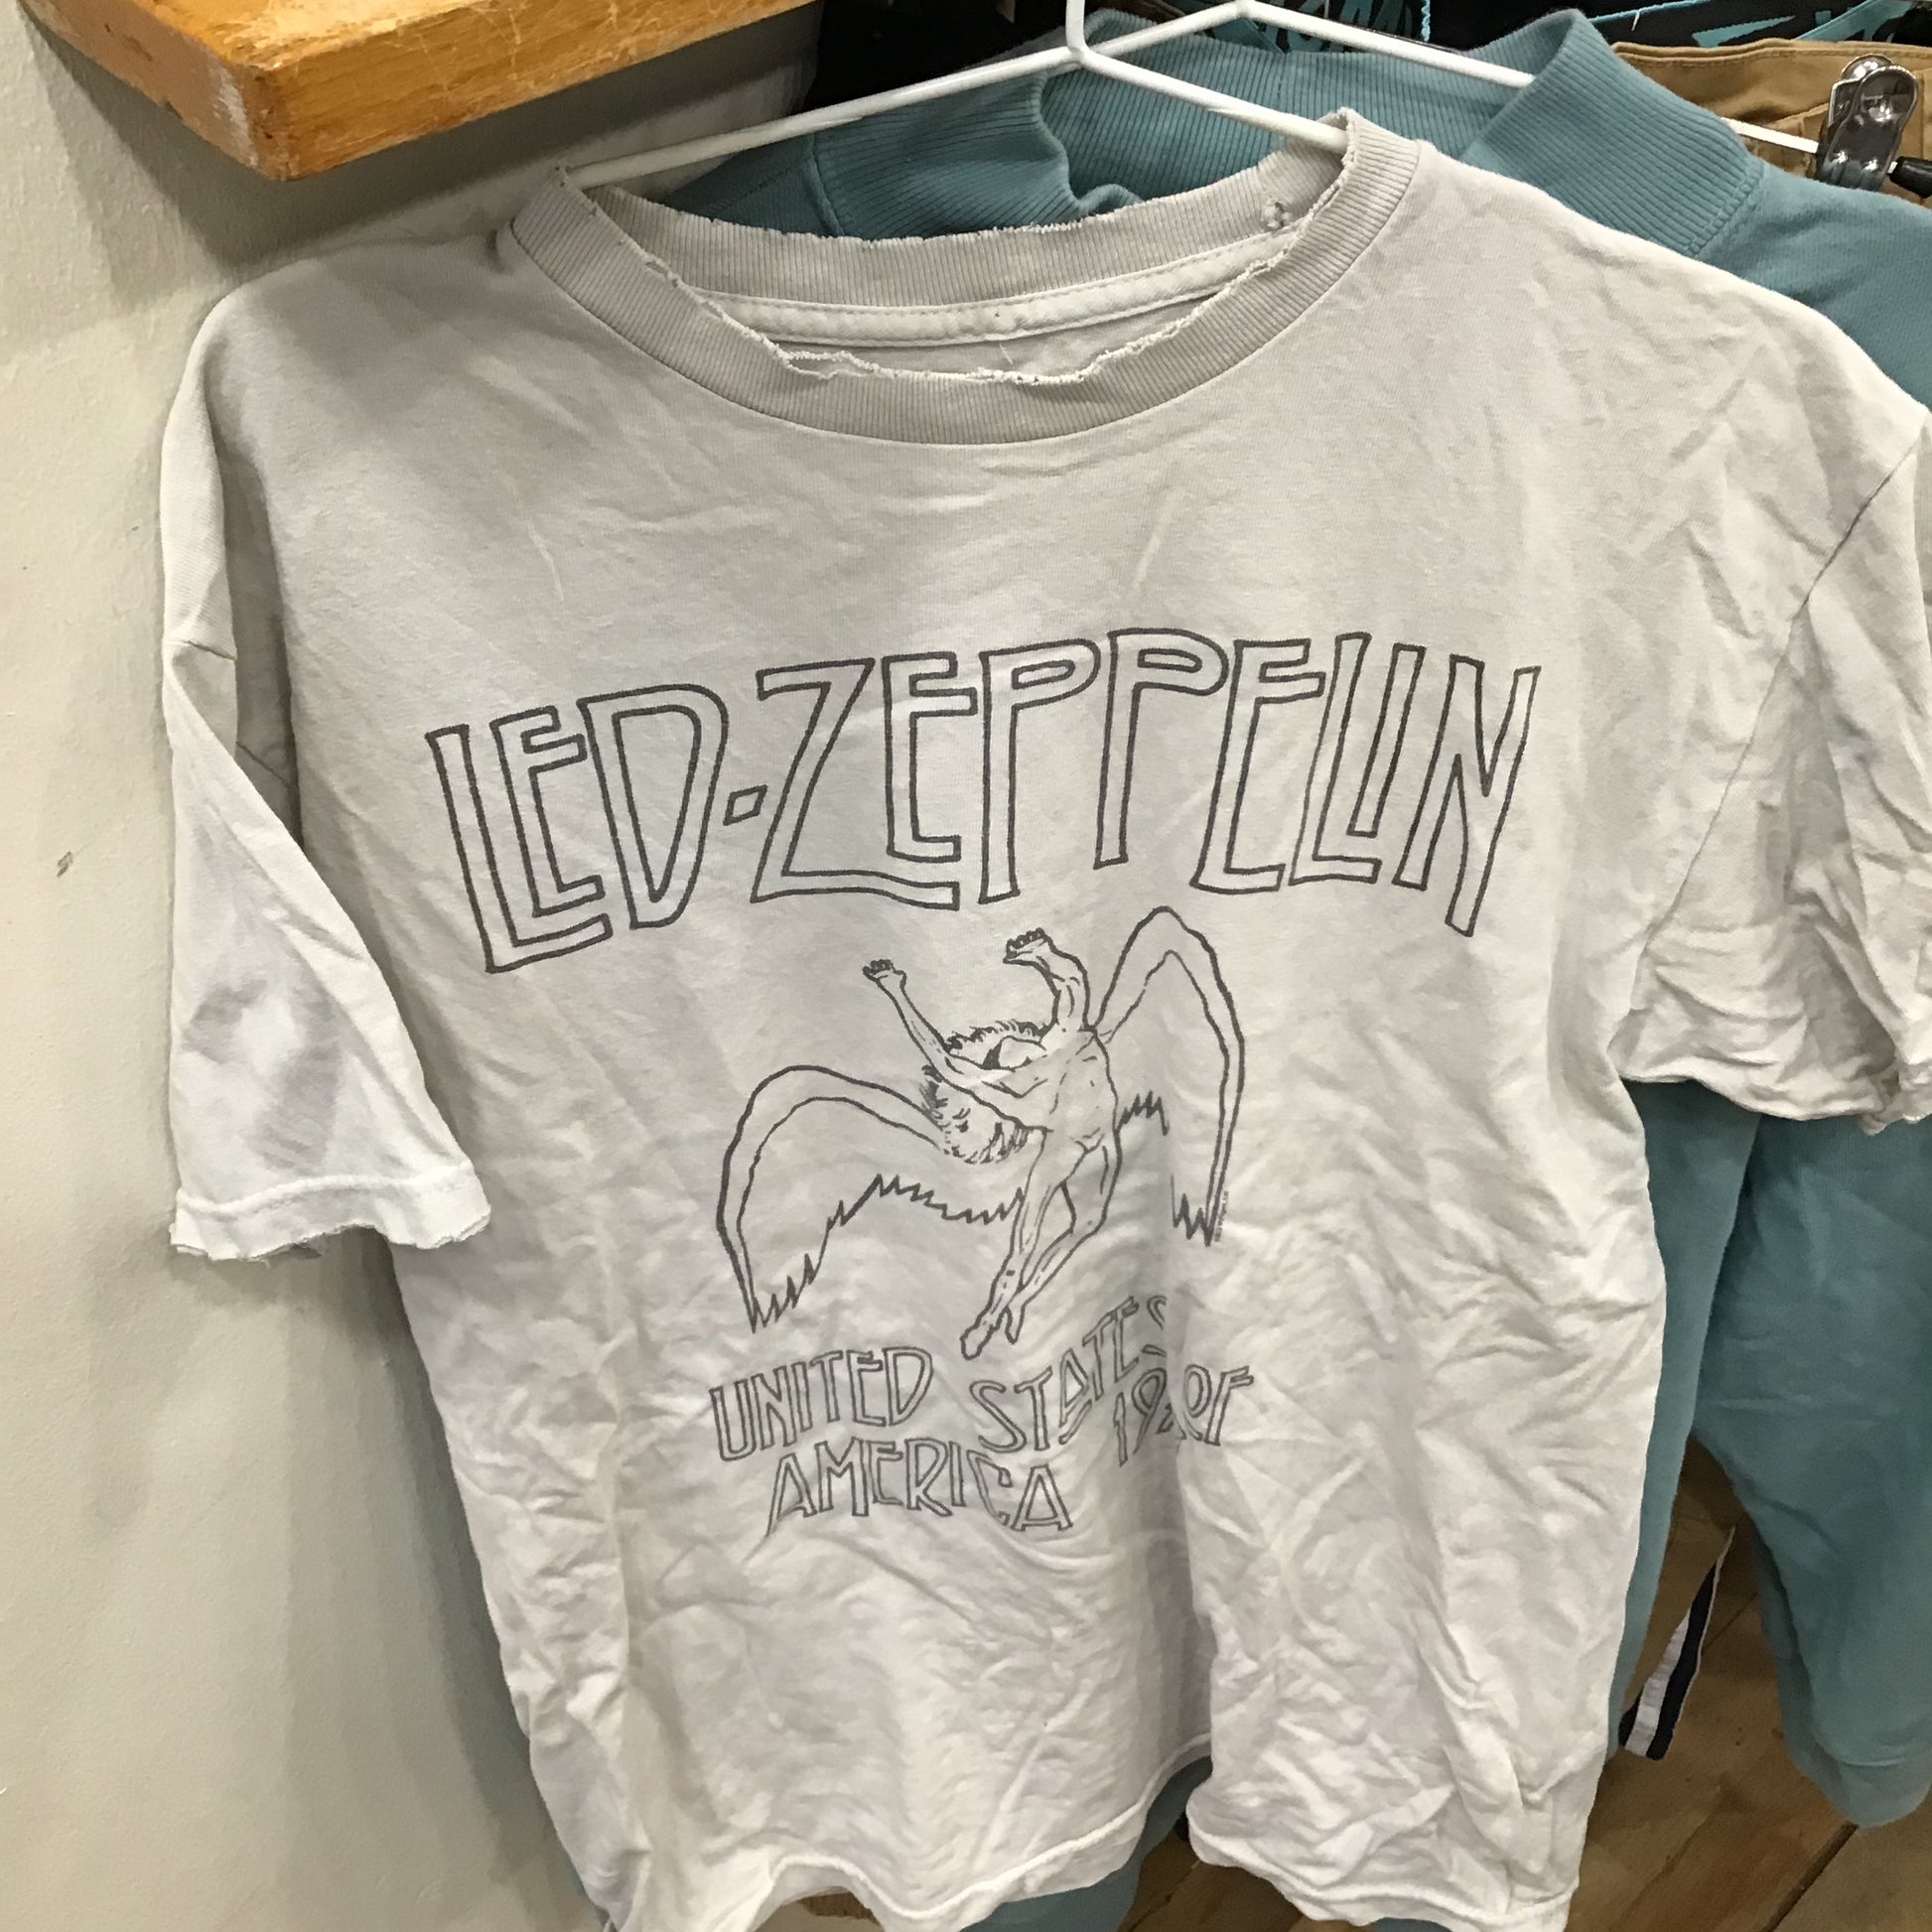 LED-ZEPPELIN
UNITED STATES OF
AMERICA